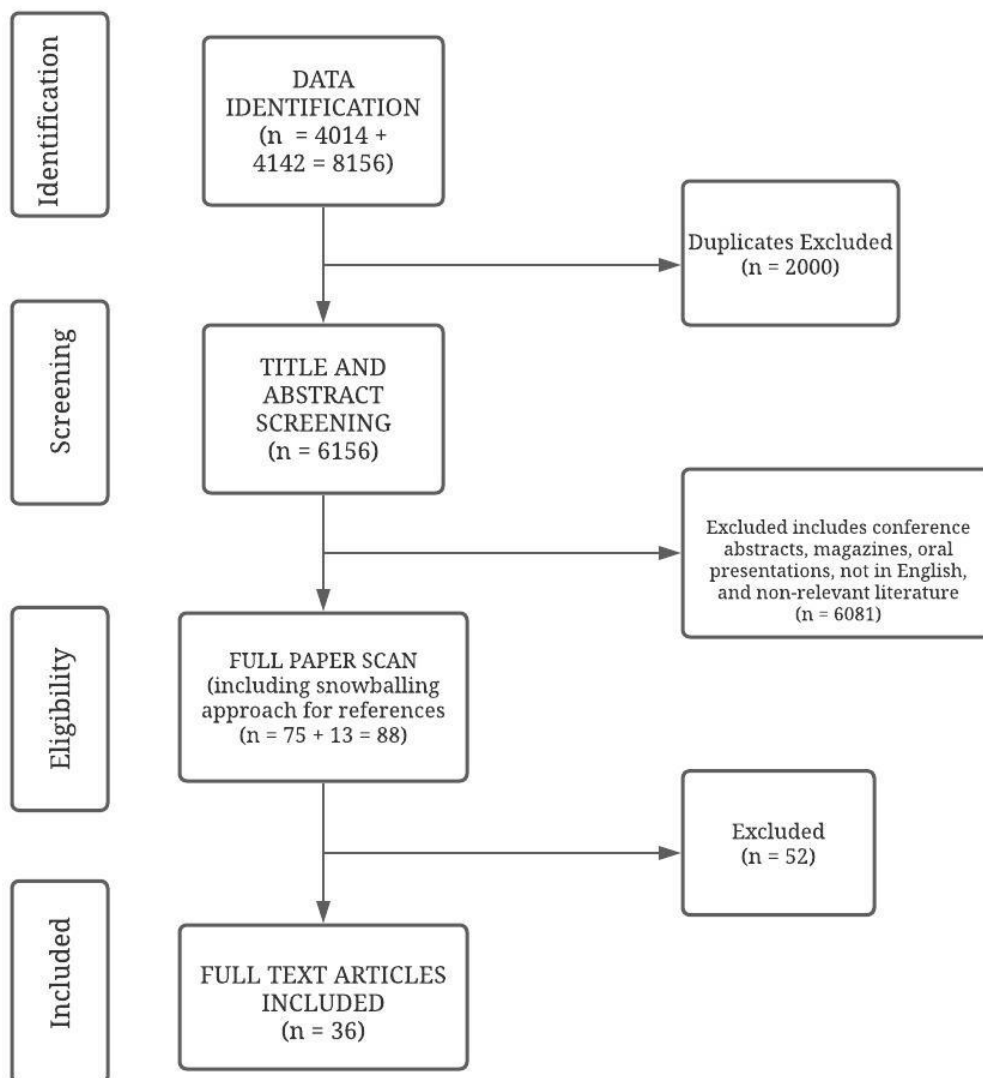 Identification
DATA
IDENTIFICATION
(n = 4014 +
4142 = 8156)
Duplicates Excluded
(n = 2000)
Screening
TITLE AND
ABSTRACT
SCREENING
(n = 6156)
Excluded includes conference
abstracts, magazines, oral
presentations, not in English,
and non-relevant literature
(n = 6081)
Eligibility
FULL PAPER SCAN
(including snowballing
approach for references
(n = 75 + 13 = 88)
Excluded
(n = 52)
Included
FULL TEXT ARTICLES
INCLUDED
(n = 36)